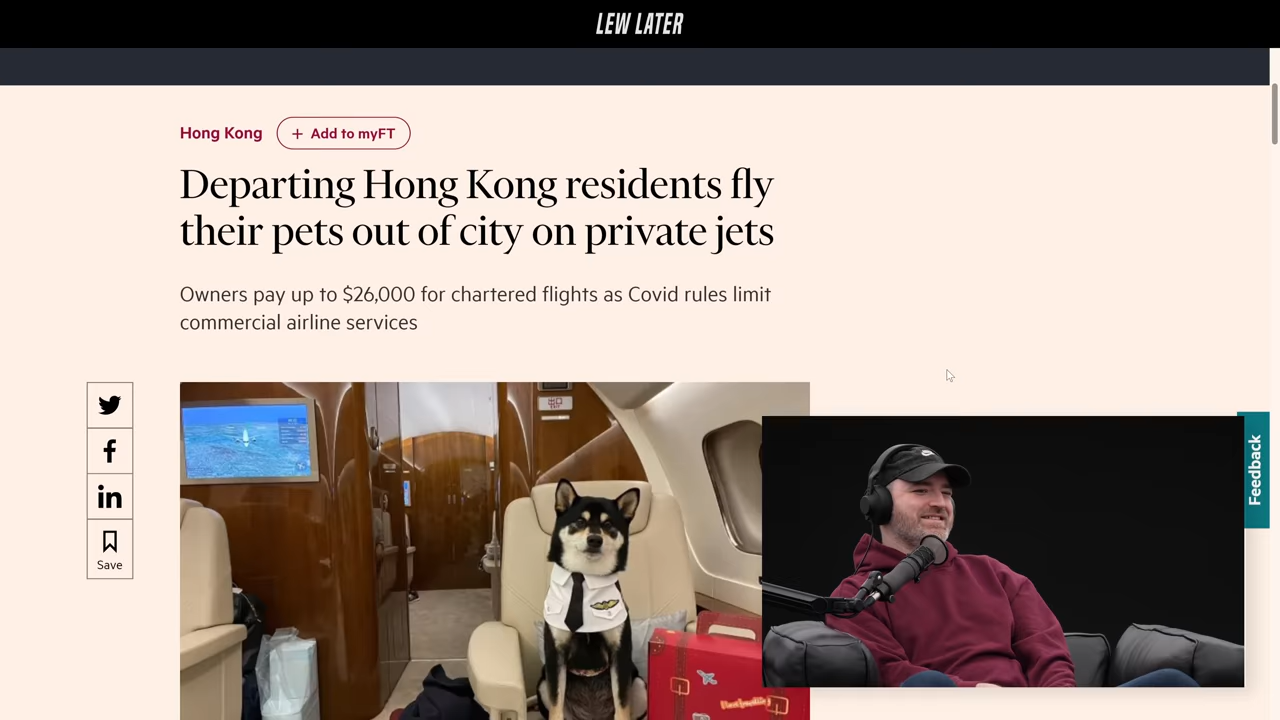 LEW LATER
Hong Kong
+ Add to myFT
Departing Hong Kong residents fly
their pets out of city on private jets
Owners pay up to $26,000 for chartered flights as Covid rules limit
commercial airline services
Save
Feedback
EXIT